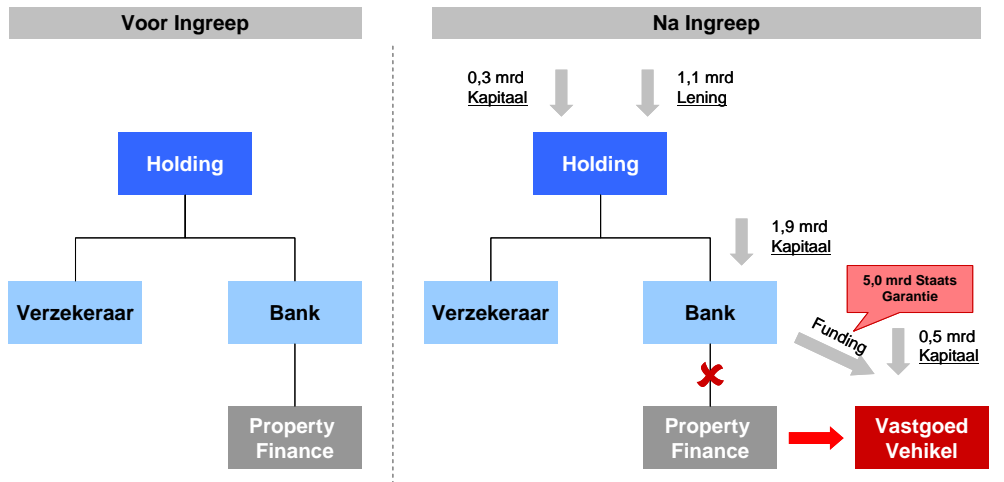 Voor Ingreep
Holding
Verzekeraar
Bank
Property
Finance
Na Ingreep
0,3 mrd
Kapitaal
1,1 mrd
Lening
Holding
1,9 mrd
Kapitaal
Verzekeraar
Bank
5,0 mrd Staats
Garantie
Funding
0,5 mrd
Kapitaal
Property
Finance
Vastgoed
Vehikel